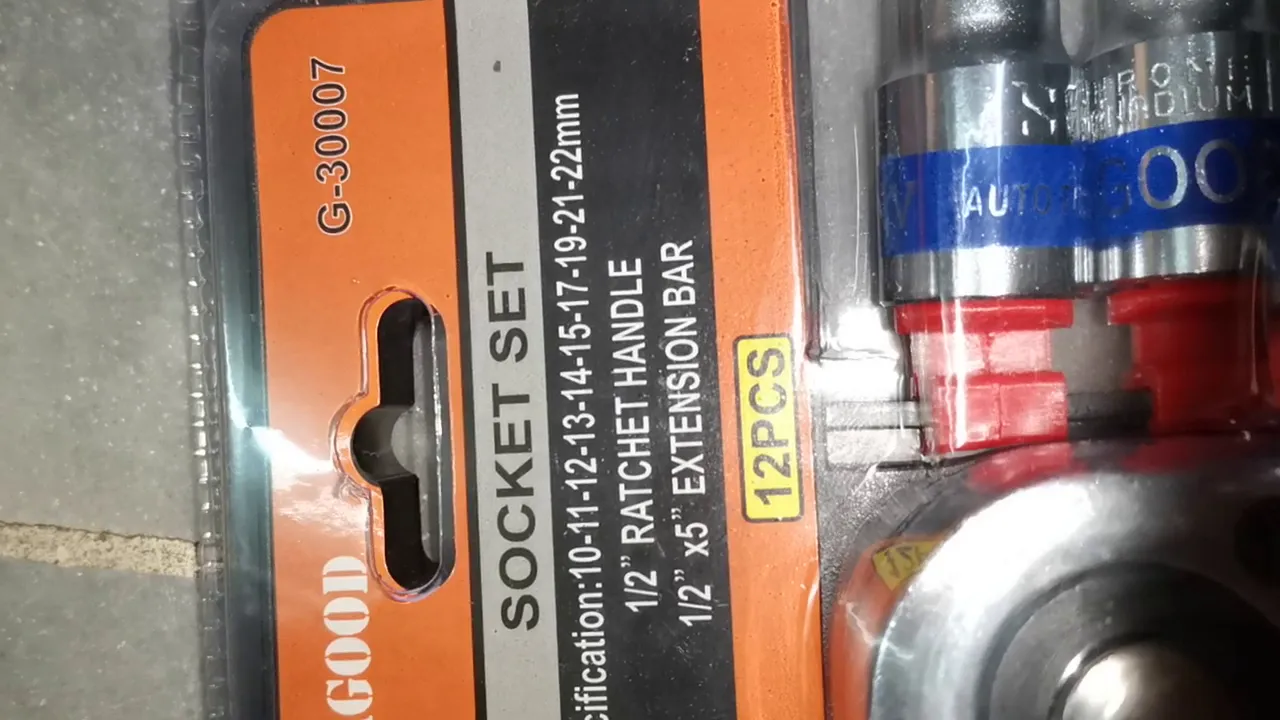 G-30007
AGOOD
SOCKET SET
cification:10-11-12-13-14-15-17-19-21-22mm
1/2” RATCHET HANDLE
1/2” x5” EXTENSION BAR
12PCS
AUTO
GOO